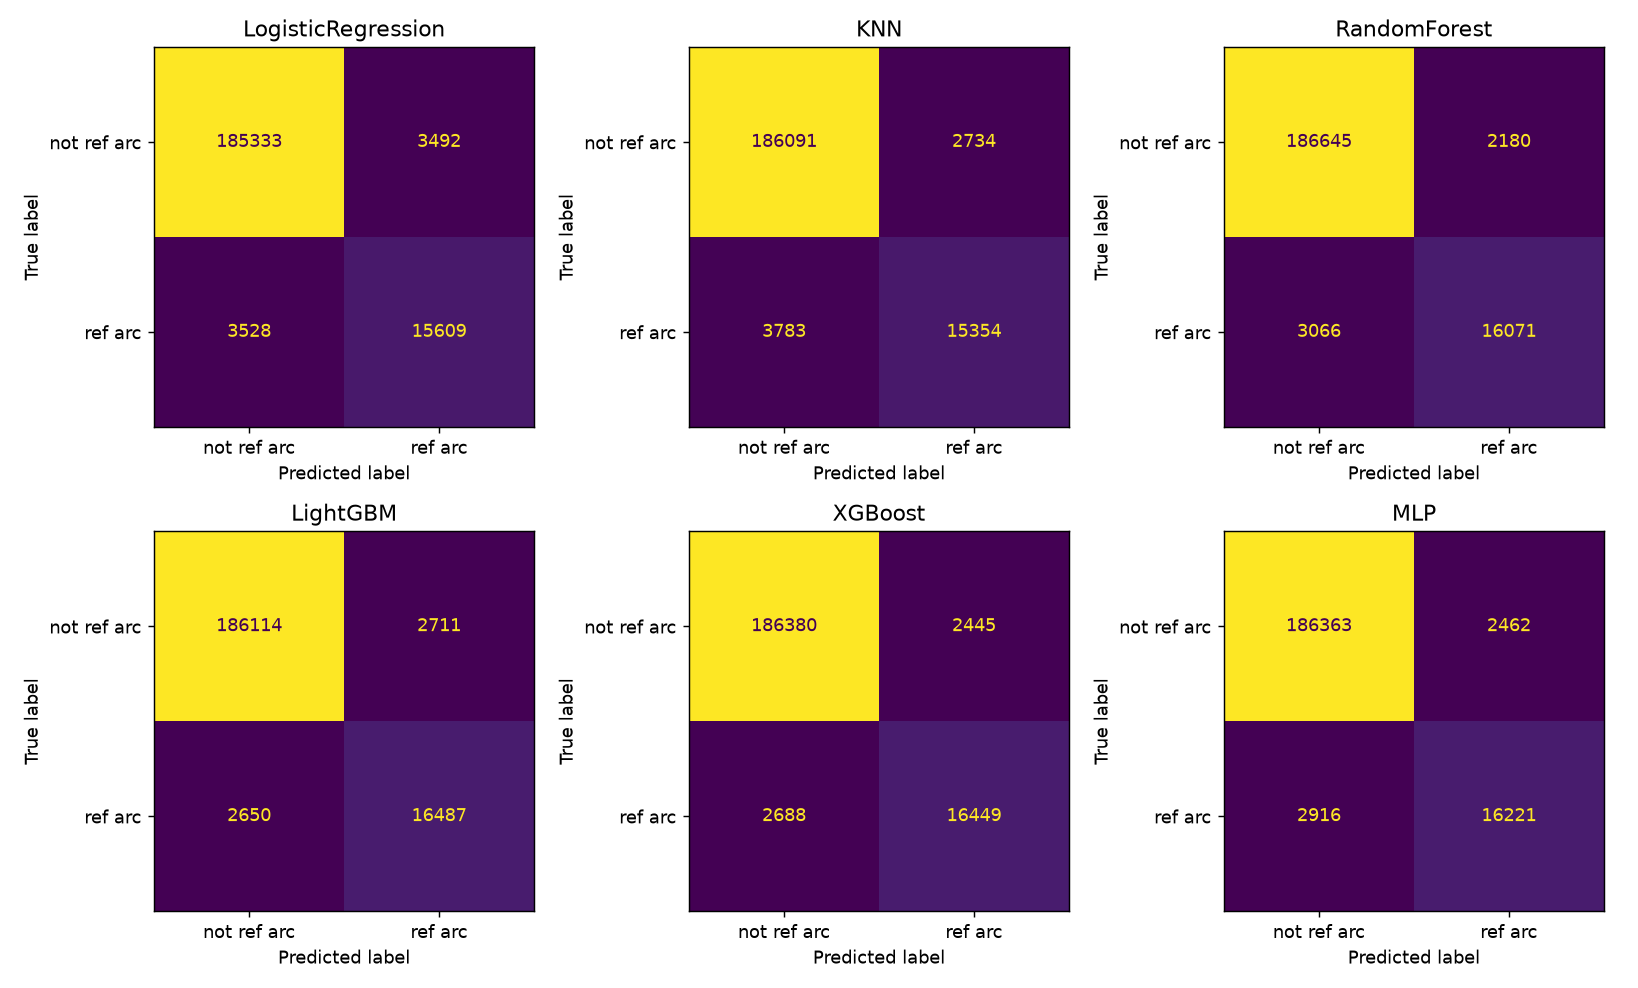 LogisticRegression
True label
not ref arc
185333 3492
ref arc
3528 15609
not ref arc ref arc
Predicted label
KNN
True label
not ref arc
186091 2734
ref arc
3783 15354
not ref arc ref arc
Predicted label
RandomForest
True label
not ref arc
186645 2180
ref arc
3066 16071
not ref arc ref arc
Predicted label
LightGBM
True label
not ref arc
186114 2711
ref arc
2650 16487
not ref arc ref arc
Predicted label
XGBoost
True label
not ref arc
186380 2445
ref arc
2688 16449
not ref arc ref arc
Predicted label
MLP
True label
not ref arc
186363 2462
ref arc
2916 16221
not ref arc ref arc
Predicted label